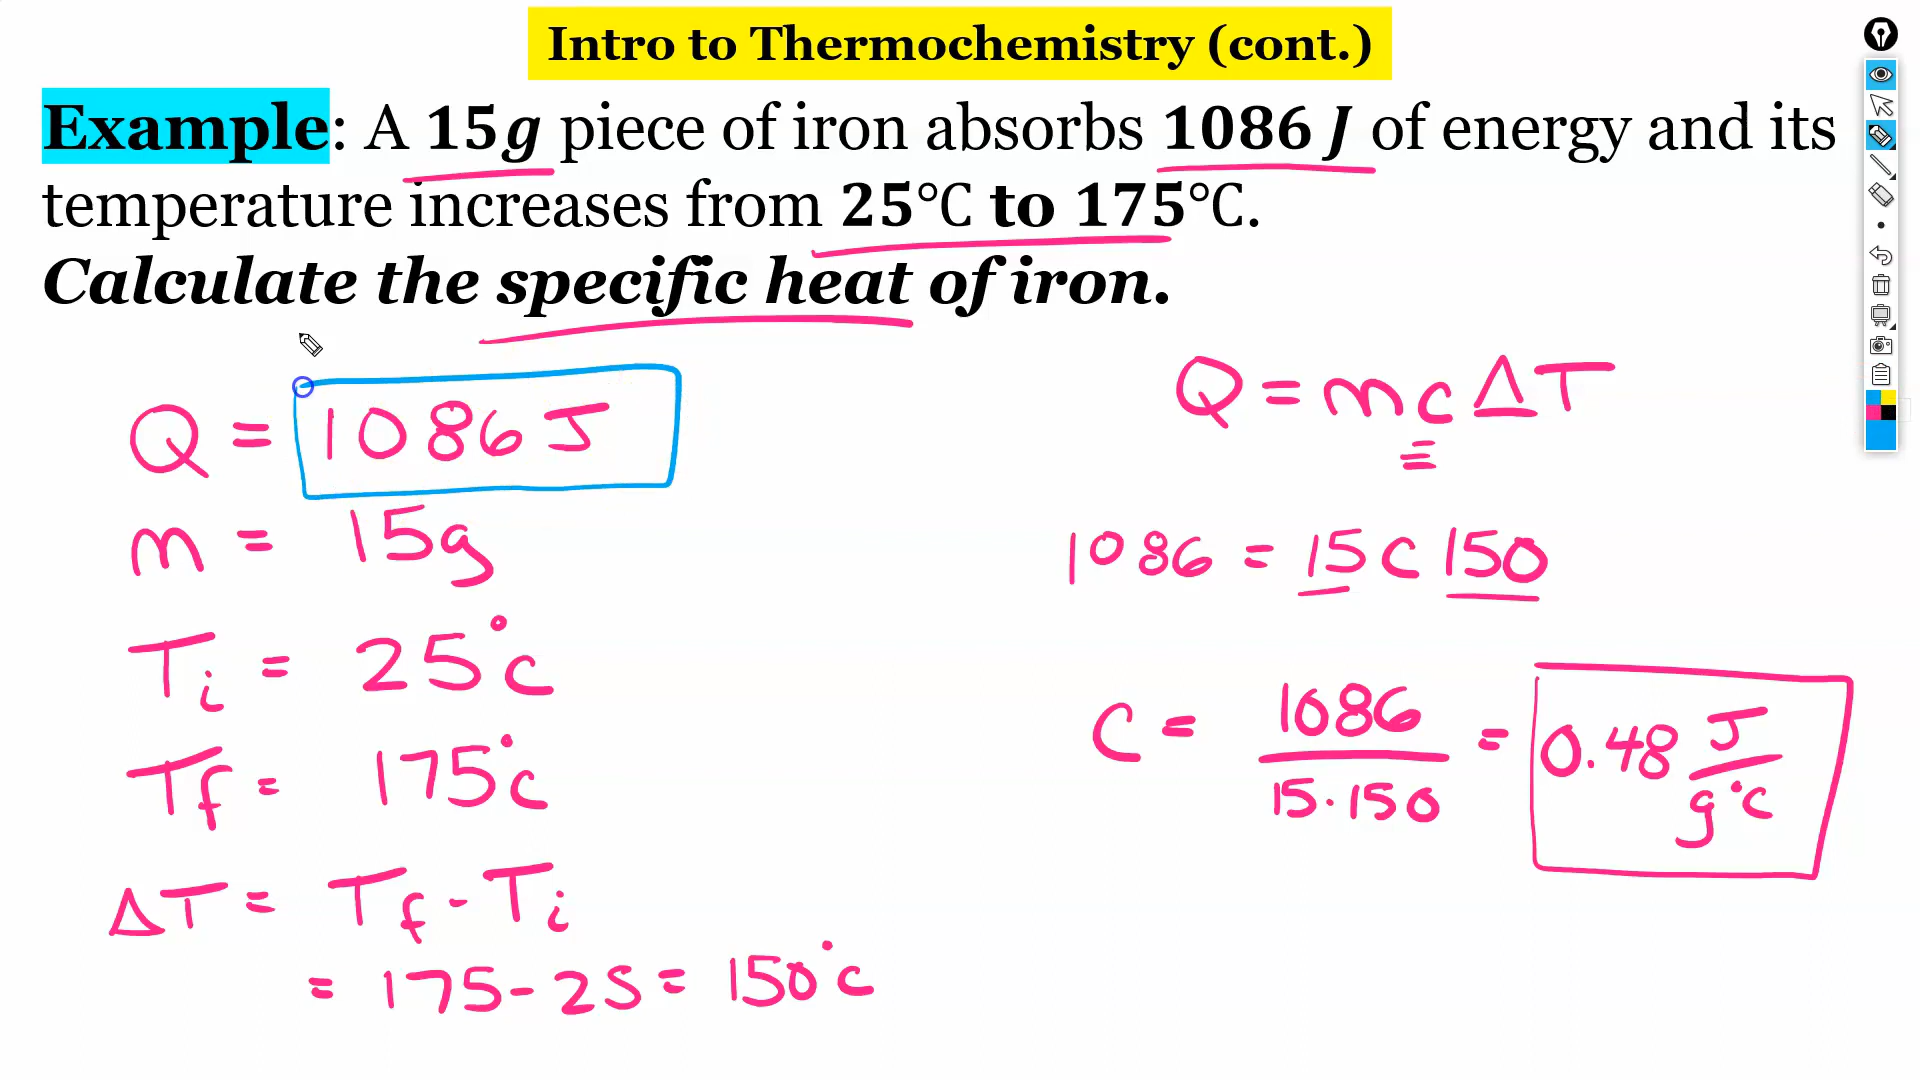 Intro to Thermochemistry (cont.)
Example: A 15g piece of iron absorbs 1086 J of energy and its
temperature increases from 25°C to 175°C.
Calculate the specific heat of iron.
Q = 1086 J
m = 15g
Ti = 25°C
Tf = 175°C
ΔT = Tf - Ti
= 175 - 25 = 150°C
Q = mcΔT
1086 = 15 C 150
C = 1086 / 15·150 = 0.48 J / g°C